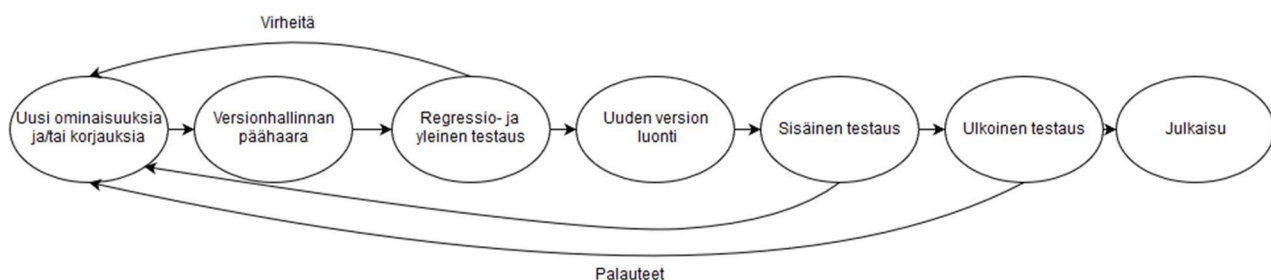 Virheitä
Uusi ominaisuuksia
ja/tai korjauksia
Versionhallinnan
päähaara
Regressio- ja
yleinen testaus
Uuden version
luonti
Sisäinen testaus
Ulkoinen testaus
Julkaisu
Palauteet